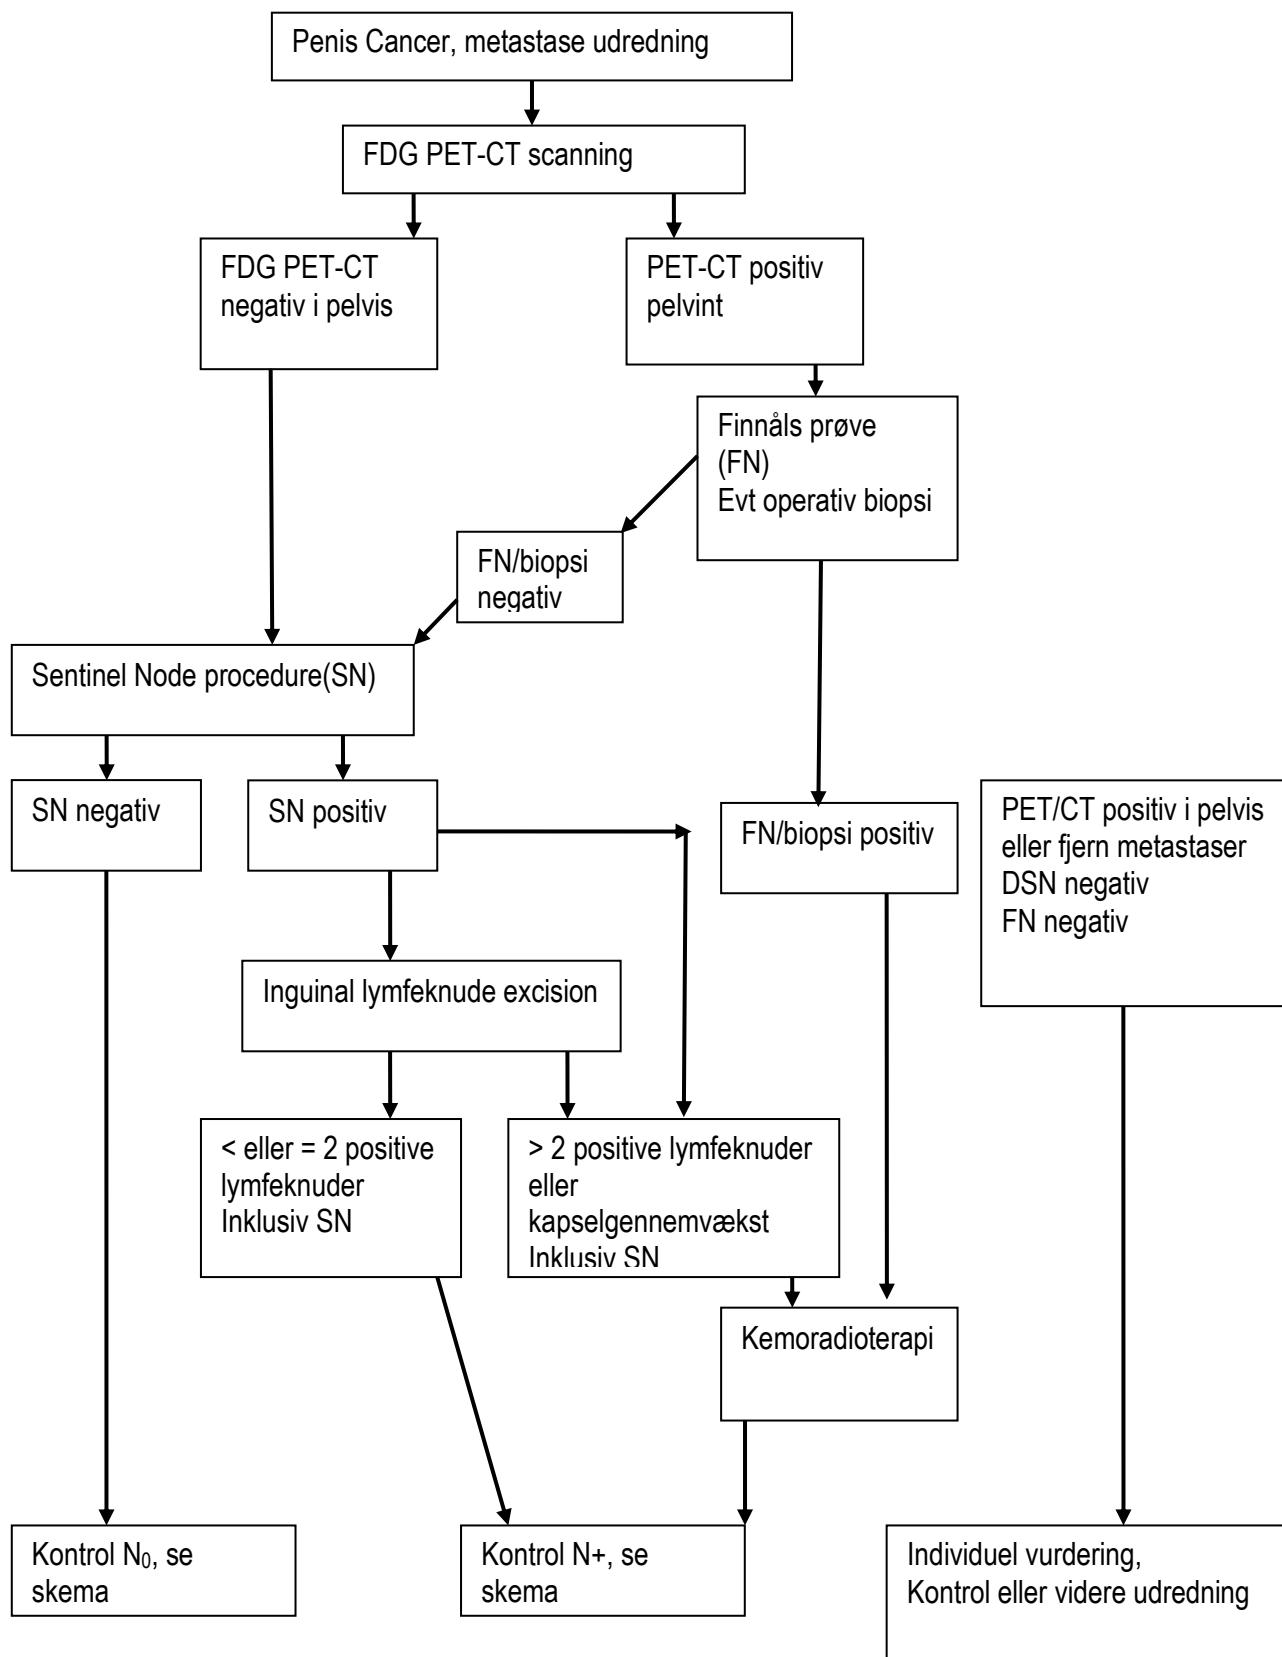 Penis Cancer, metastase udredning
FDG PET-CT scanning
FDG PET-CT
negativ i pelvis
PET-CT positiv
pelvint
Finnåls prøve
(FN)
Evt operativ biopsi
FN/biopsi
negativ
Sentinel Node procedure(SN)
SN negativ
SN positiv
FN/biopsi positiv
PET/CT positiv i pelvis
eller fjern metastaser
DSN negativ
FN negativ
Inguinal lymfeknude excision
< eller = 2 positive
lymfeknuder
Inklusiv SN
> 2 positive lymfeknuder
eller
kapselgennemvækst
Inklusiv SN
Kemoradioterapi
Kontrol N₀, se
skema
Kontrol N+, se
skema
Individuel vurdering,
Kontrol eller videre udredning